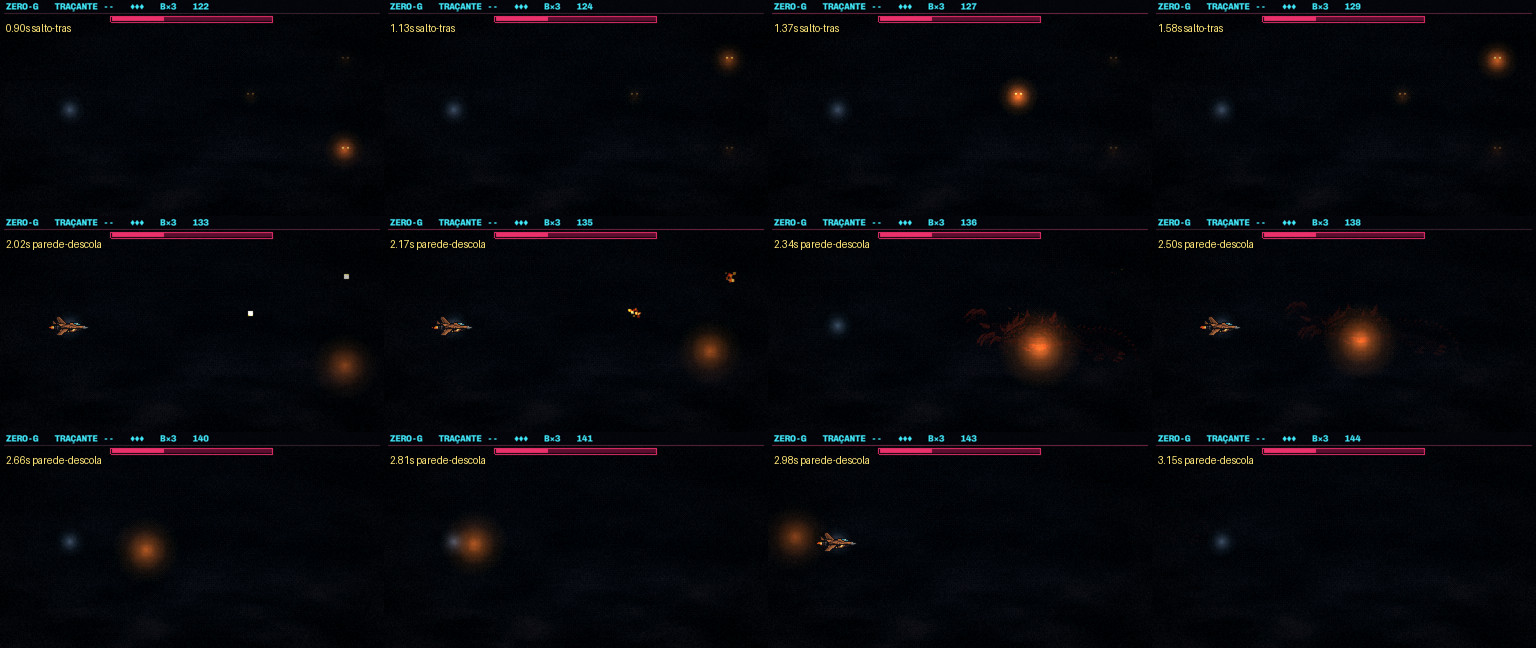 ZERO-G TRAÇANTE -- ♦♦♦ B×3 122
0.90s salto-tras
ZERO-G TRAÇANTE -- ♦♦♦ B×3 124
1.13s salto-tras
ZERO-G TRAÇANTE -- ♦♦♦ B×3 127
1.37s salto-tras
ZERO-G TRAÇANTE -- ♦♦♦ B×3 129
1.58s salto-tras
ZERO-G TRAÇANTE -- ♦♦♦ B×3 133
2.02s parede-descola
ZERO-G TRAÇANTE -- ♦♦♦ B×3 135
2.17s parede-descola
ZERO-G TRAÇANTE -- ♦♦♦ B×3 136
2.34s parede-descola
ZERO-G TRAÇANTE -- ♦♦♦ B×3 138
2.50s parede-descola
ZERO-G TRAÇANTE -- ♦♦♦ B×3 140
2.66s parede-descola
ZERO-G TRAÇANTE -- ♦♦♦ B×3 141
2.81s parede-descola
ZERO-G TRAÇANTE -- ♦♦♦ B×3 143
2.98s parede-descola
ZERO-G TRAÇANTE -- ♦♦♦ B×3 144
3.15s parede-descola